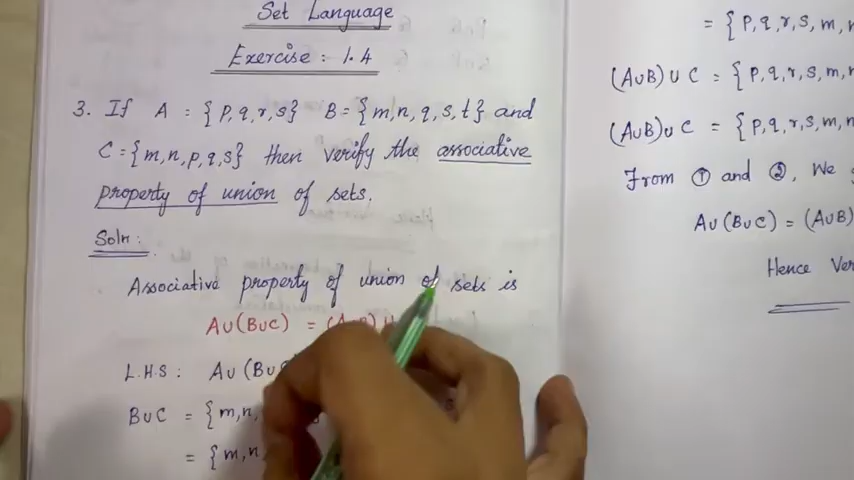 Set Language
Exercise : 1.4
3. If A = {p,q,r,s} B = {m,n,q,s,t} and
C = {m,n,p,q,s} then verify the associative
property of union of sets.
Soln :
Associative property of union of sets is
A∪(B∪C) = (A∪B)
L.H.S : A∪(B∪C
B∪C = {m,n,
= {m,n,
= {p,q,r,s,m,n
(A∪B)∪C = {p,q,r,s,m,n
(A∪B)∪C = {p,q,r,s,m,n
From ① and ②, We
A∪(B∪C) = (A∪B)
Hence Ver